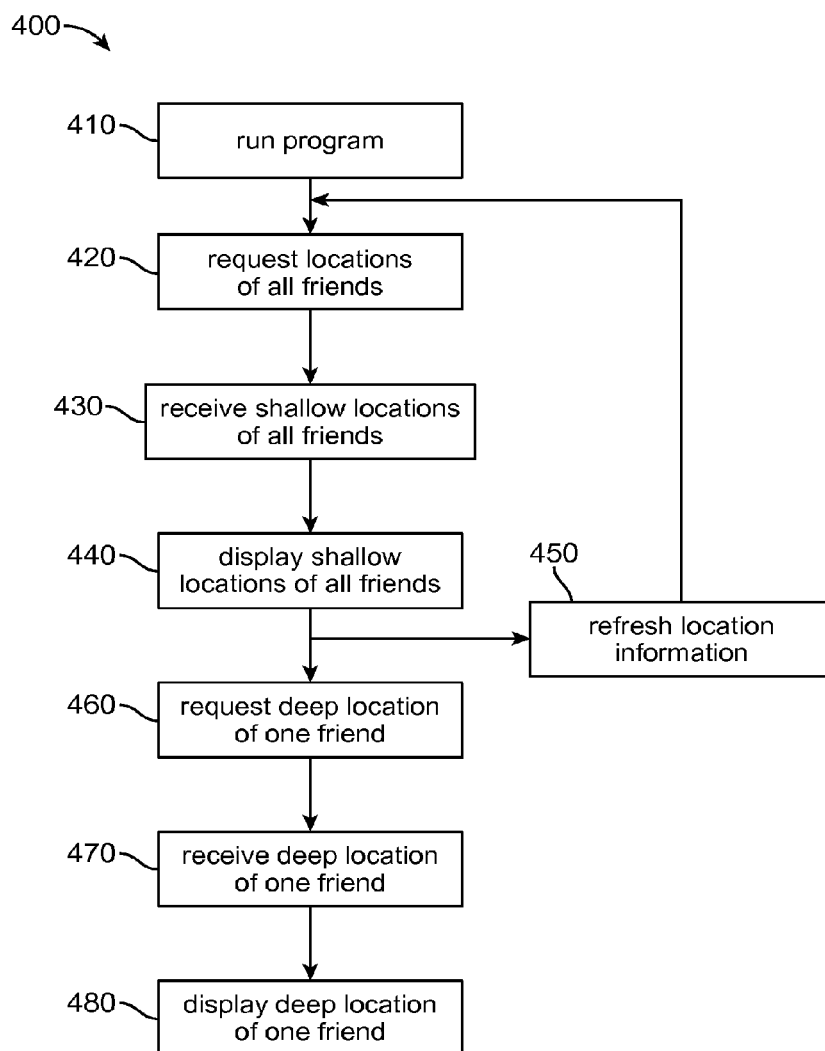 400
410
run program
420
request locations
of all friends
430
receive shallow locations
of all friends
440
display shallow
locations of all friends
450
refresh location
information
460
request deep location
of one friend
470
receive deep location
of one friend
480
display deep location
of one friend